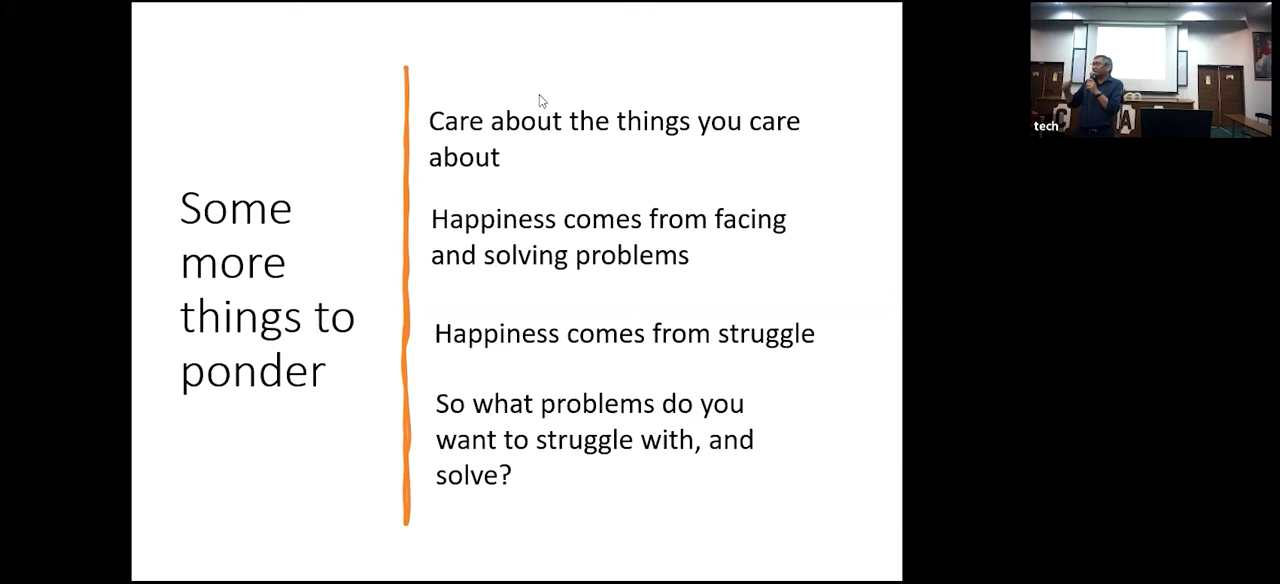 Some
more
things to
ponder
Care about the things you care
about
Happiness comes from facing
and solving problems
Happiness comes from struggle
So what problems do you
want to struggle with, and
solve?
tech
C
A